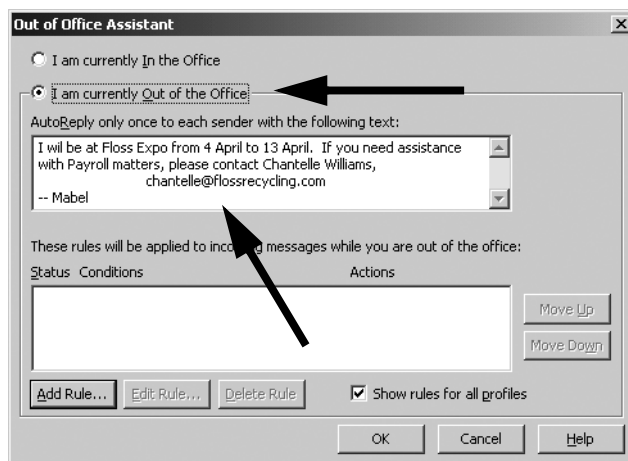 Out of Office Assistant
I am currently In the Office
I am currently Out of the Office
AutoReply only once to each sender with the following text:
I wil be at Floss Expo from 4 April to 13 April. If you need assistance
with Payroll matters, please contact Chantelle Williams,
chantelle@flossrecycling.com
-- Mabel
These rules will be applied to incoming messages while you are out of the office:
Status Conditions Actions
Move Up
Move Down
Add Rule... Edit Rule... Delete Rule Show rules for all profiles
OK Cancel Help